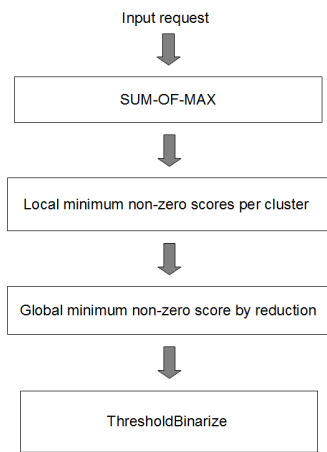 Input request
SUM-OF-MAX
Local minimum non-zero scores per cluster
Global minimum non-zero score by reduction
ThresholdBinarize